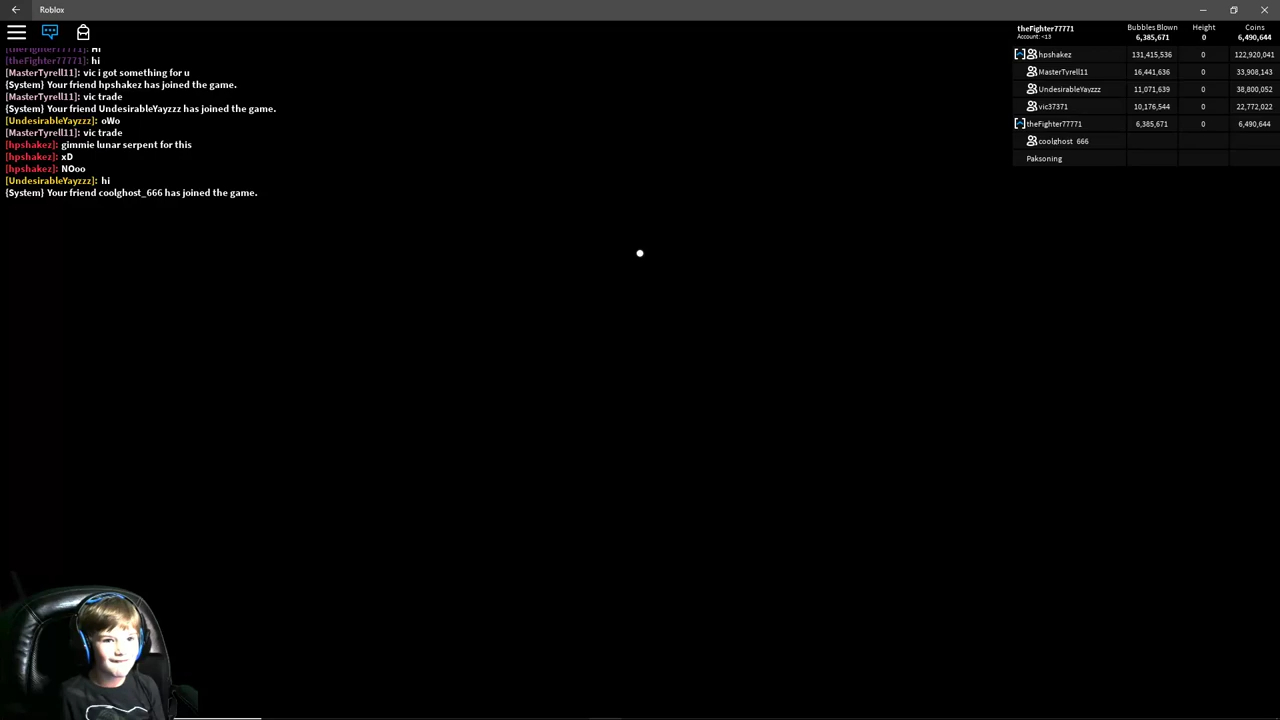 Roblox
[theFighter77771]: Hi
[theFighter77771]: hi
[MasterTyrell11]: vic i got something for u
{System} Your friend hpshakez has joined the game.
[MasterTyrell11]: vic trade
{System} Your friend UndesirableYayzzz has joined the game.
[UndesirableYayzzz]: oWo
[MasterTyrell11]: vic trade
[hpshakez]: gimmie lunar serpent for this
[hpshakez]: xD
[hpshakez]: NOoo
[UndesirableYayzzz]: hi
{System} Your friend coolghost_666 has joined the game.
theFighter77771 Bubbles Blown Height Coins
Account: <13 6,385,671 0 6,490,644
hpshakez 131,415,536 0 122,920,041
MasterTyrell11 16,441,636 0 33,908,143
UndesirableYayzzz 11,071,639 0 38,800,052
vic37371 10,176,544 0 22,772,022
theFighter77771 6,385,671 0 6,490,644
coolghost_666
Paksoning